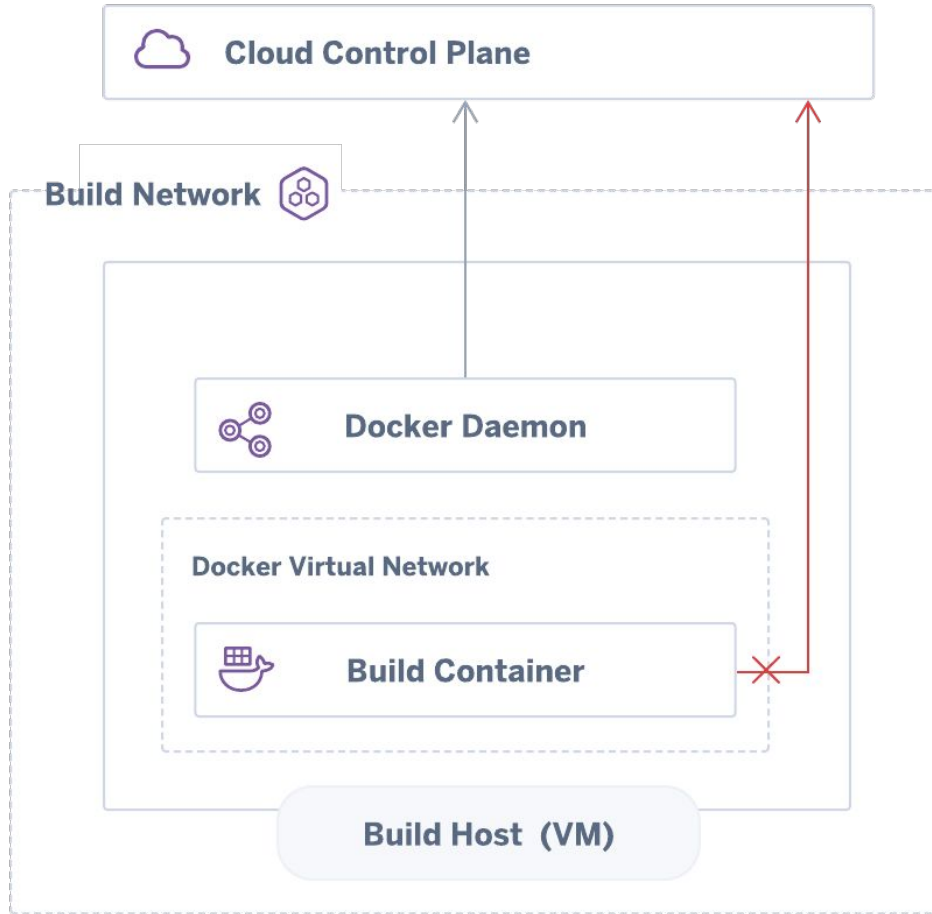 Cloud Control Plane
Build Network
Docker Daemon
Docker Virtual Network
Build Container
Build Host (VM)